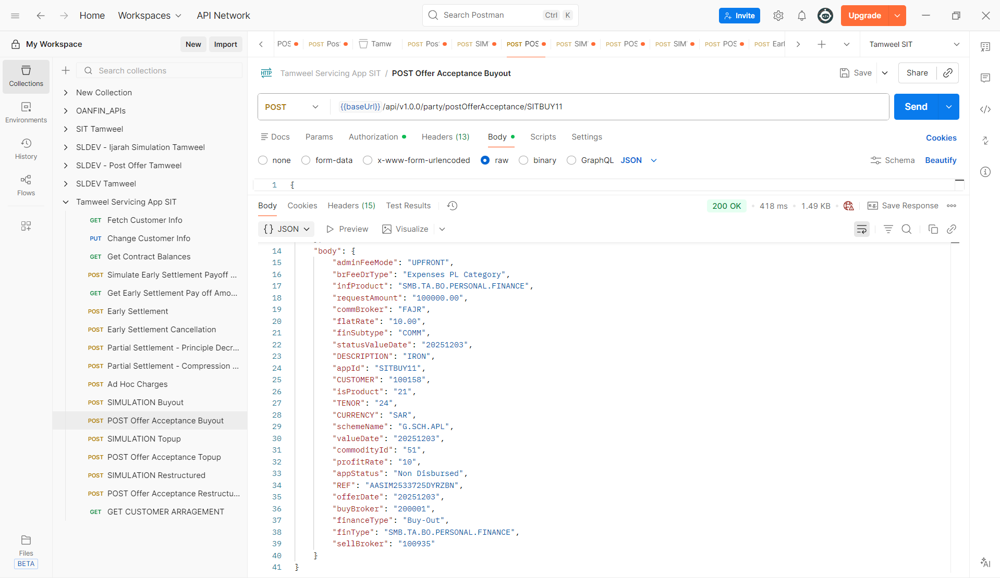 Home
Workspaces
API Network
Search Postman
Ctrl K
Invite
Upgrade
My Workspace
New
Import
POS
POST Pos
Tamw
POST Pos
POST SIM
POST POS
POST SIM
POST POS
POST SIM
POST POS
POST Earl
Tamweel SIT
Collections
Environments
History
Flows
Files
BETA
Search collections
New Collection
OANFIN_APIs
SIT Tamweel
SLDEV - Ijarah Simulation Tamweel
SLDEV - Post Offer Tamweel
SLDEV Tamweel
Tamweel Servicing App SIT
GET Fetch Customer Info
PUT Change Customer Info
GET Get Contract Balances
POST Simulate Early Settlement Payoff ...
GET Get Early Settlement Pay off Amo...
POST Early Settlement
POST Early Settlement Cancellation
POST Partial Settlement - Principle Decr...
POST Partial Settlement - Compression ...
POST Ad Hoc Charges
POST SIMULATION Buyout
POST POST Offer Acceptance Buyout
POST SIMULATION Topup
POST POST Offer Acceptance Topup
POST SIMULATION Restructured
POST POST Offer Acceptance Restructu...
GET GET CUSTOMER ARRAGEMENT
HTTP Tamweel Servicing App SIT / POST Offer Acceptance Buyout
Save
Share
POST
{{baseUrl}} /api/v1.0.0/party/postOfferAcceptance/SITBUY11
Send
Docs Params Authorization Headers (13) Body Scripts Settings
Cookies
none form-data x-www-form-urlencoded raw binary GraphQL JSON
Schema Beautify
1 {
Body Cookies Headers (15) Test Results
200 OK • 418 ms • 1.49 KB •
e.g. Save Response
{} JSON Preview Visualize
14 "body": {
15 "adminFeeMode": "UPFRONT",
16 "brFeeDrType": "Expenses PL Category",
17 "infProduct": "SMB.TA.BO.PERSONAL.FINANCE",
18 "requestAmount": "100000.00",
19 "commBroker": "FAJR",
20 "flatRate": "10.00",
21 "finSubtype": "COMM",
22 "statusValueDate": "20251203",
23 "DESCRIPTION": "IRON",
24 "appId": "SITBUY11",
25 "CUSTOMER": "100158",
26 "isProduct": "21",
27 "TENOR": "24",
28 "CURRENCY": "SAR",
29 "schemeName": "G.SCH.APL",
30 "valueDate": "20251203",
31 "commodityId": "51",
32 "profitRate": "10",
33 "appStatus": "Non Disbursed",
34 "REF": "AASIM2533725DYRZBN",
35 "offerDate": "20251203",
36 "buyBroker": "200001",
37 "financeType": "Buy-Out",
38 "finType": "SMB.TA.BO.PERSONAL.FINANCE",
39 "sellBroker": "100935"
40 }
41 }
AI